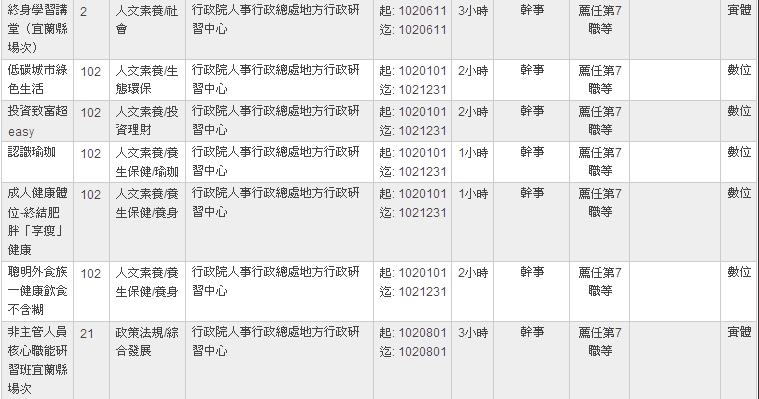 終身學習講 2 人文素養/社 行政院人事行政總處地方行政研 起: 1020611 3小時 幹事 薦任第7 實體
堂（宜蘭縣 會 習中心 迄: 1020611 職等
場次）
低碳城市綠 102 人文素養/生 行政院人事行政總處地方行政研 起: 1020101 2小時 幹事 薦任第7 數位
色生活 態環保 習中心 迄: 1021231 職等
投資致富超 102 人文素養/投 行政院人事行政總處地方行政研 起: 1020101 2小時 幹事 薦任第7 數位
easy 資理財 習中心 迄: 1021231 職等
認識瑜珈 102 人文素養/養 行政院人事行政總處地方行政研 起: 1020101 1小時 幹事 薦任第7 數位
生保健/瑜珈 習中心 迄: 1021231 職等
成人健康體 102 人文素養/養 行政院人事行政總處地方行政研 起: 1020101 1小時 幹事 薦任第7 數位
位-終結肥 生保健/養身 習中心 迄: 1021231 職等
胖「享瘦」
健康
聰明外食族 102 人文素養/養 行政院人事行政總處地方行政研 起: 1020101 2小時 幹事 薦任第7 數位
一健康飲食 生保健/養身 習中心 迄: 1021231 職等
不含糊
非主管人員 21 政策法規/綜 行政院人事行政總處地方行政研 起: 1020801 3小時 幹事 薦任第7 實體
核心職能研 合發展 習中心 迄: 1020801 職等
習班宜蘭縣
場次